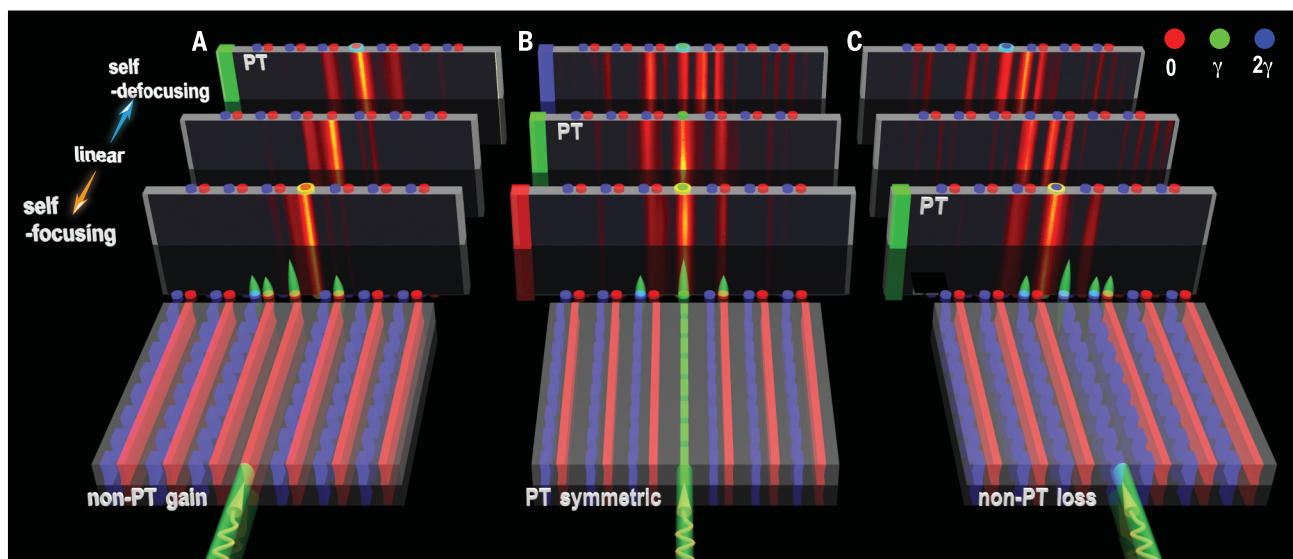 A
B
C
0
γ
2γ
self
-defocusing
linear
self
-focusing
PT
PT
PT
non-PT gain
PT symmetric
non-PT loss